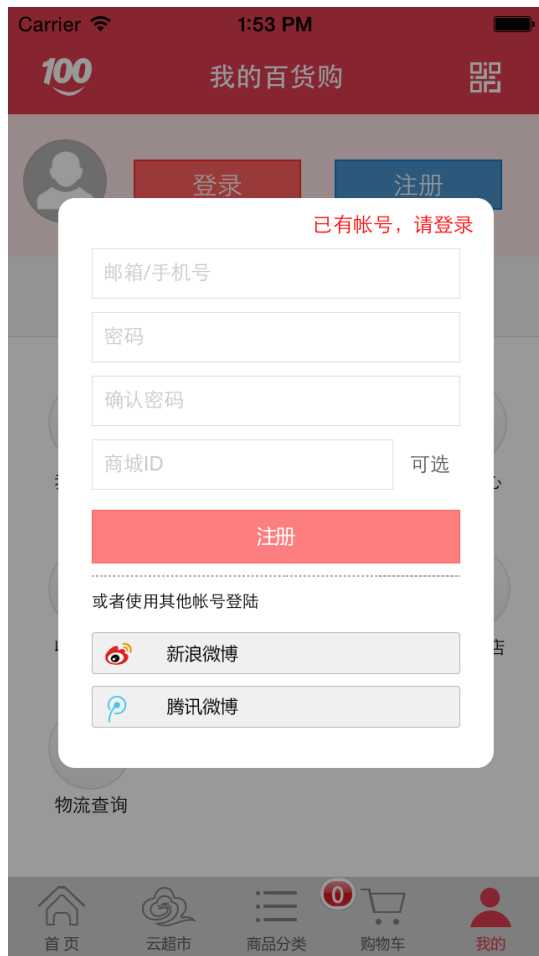 Carrier 1:53 PM
100 我的百货购
登录 注册
已有帐号，请登录
邮箱/手机号
密码
确认密码
商城ID 可选
注册
或者使用其他帐号登陆
新浪微博
店
腾讯微博
物流查询
0
首页 云超市 商品分类 购物车 我的